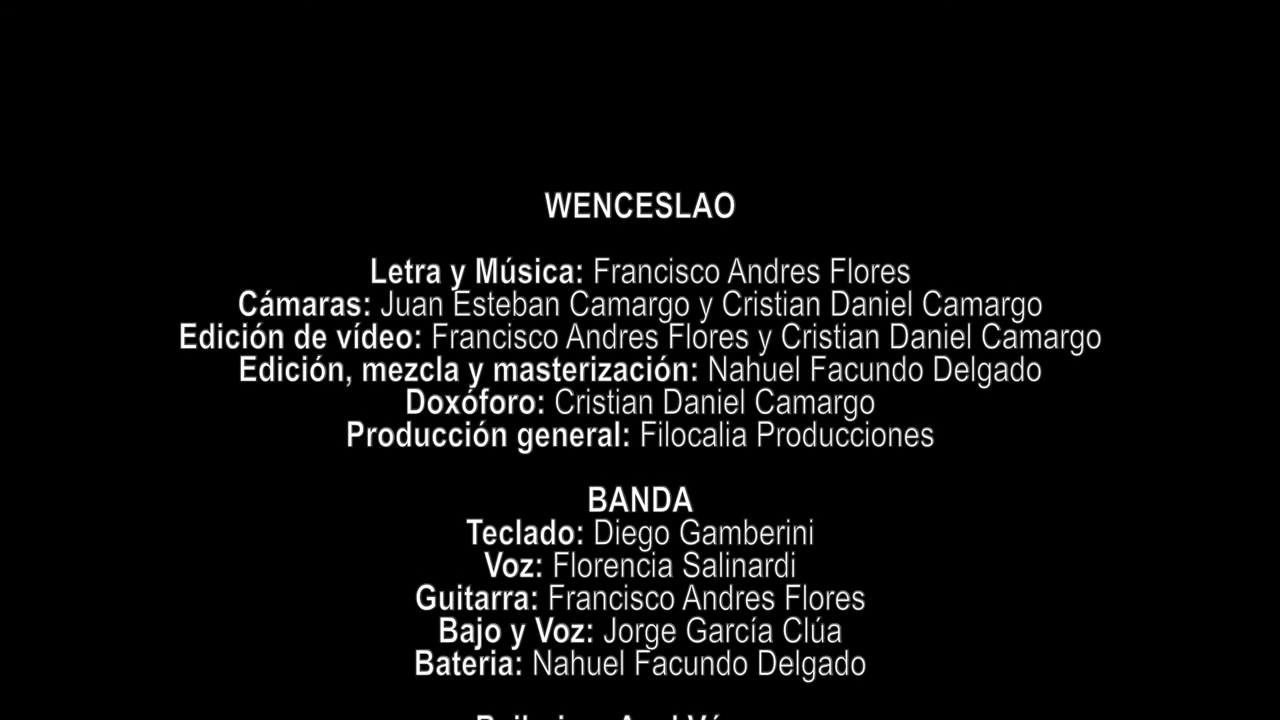 WENCESLAO
Letra y Música: Francisco Andres Flores
Cámaras: Juan Esteban Camargo y Cristian Daniel Camargo
Edición de vídeo: Francisco Andres Flores y Cristian Daniel Camargo
Edición, mezcla y masterización: Nahuel Facundo Delgado
Doxóforo: Cristian Daniel Camargo
Producción general: Filocalia Producciones
BANDA
Teclado: Diego Gamberini
Voz: Florencia Salinardi
Guitarra: Francisco Andres Flores
Bajo y Voz: Jorge García Clúa
Bateria: Nahuel Facundo Delgado